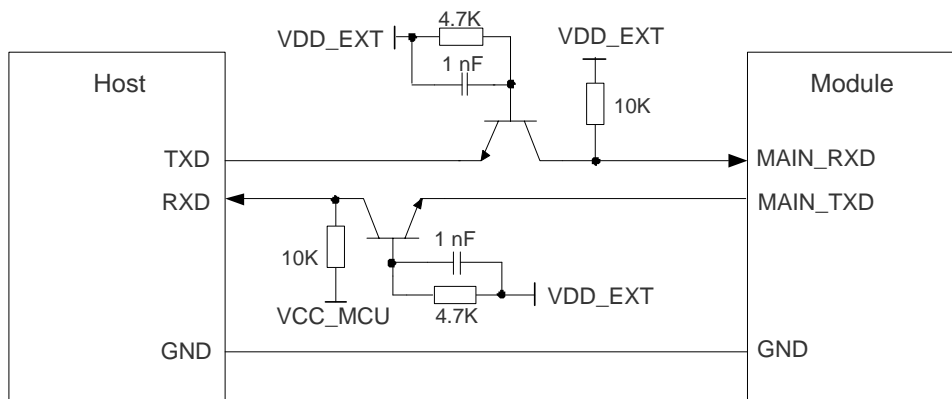 4.7K
VDD_EXT
VDD_EXT
1 nF
Host
Module
10K
TXD
MAIN_RXD
RXD
MAIN_TXD
1 nF
10K
VDD_EXT
VCC_MCU
4.7K
GND
GND